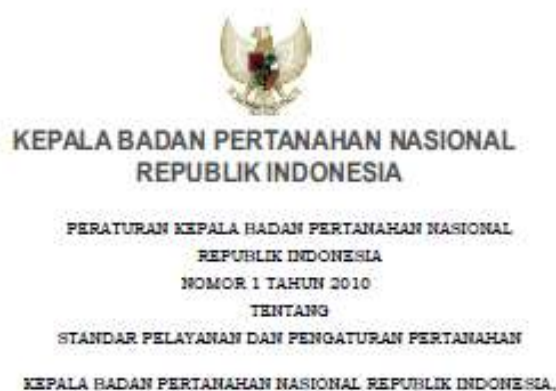 KEPALA BADAN PERTANAHAN NASIONAL
REPUBLIK INDONESIA
PERATURAN KEPALA BADAN PERTANAHAN NASIONAL
REPUBLIK INDONESIA
NOMOR 1 TAHUN 2010
TENTANG
STANDAR PELAYANAN DAN PENGATURAN PERTANAHAN
KEPALA BADAN PERTANAHAN NASIONAL REPUBLIK INDONESIA,